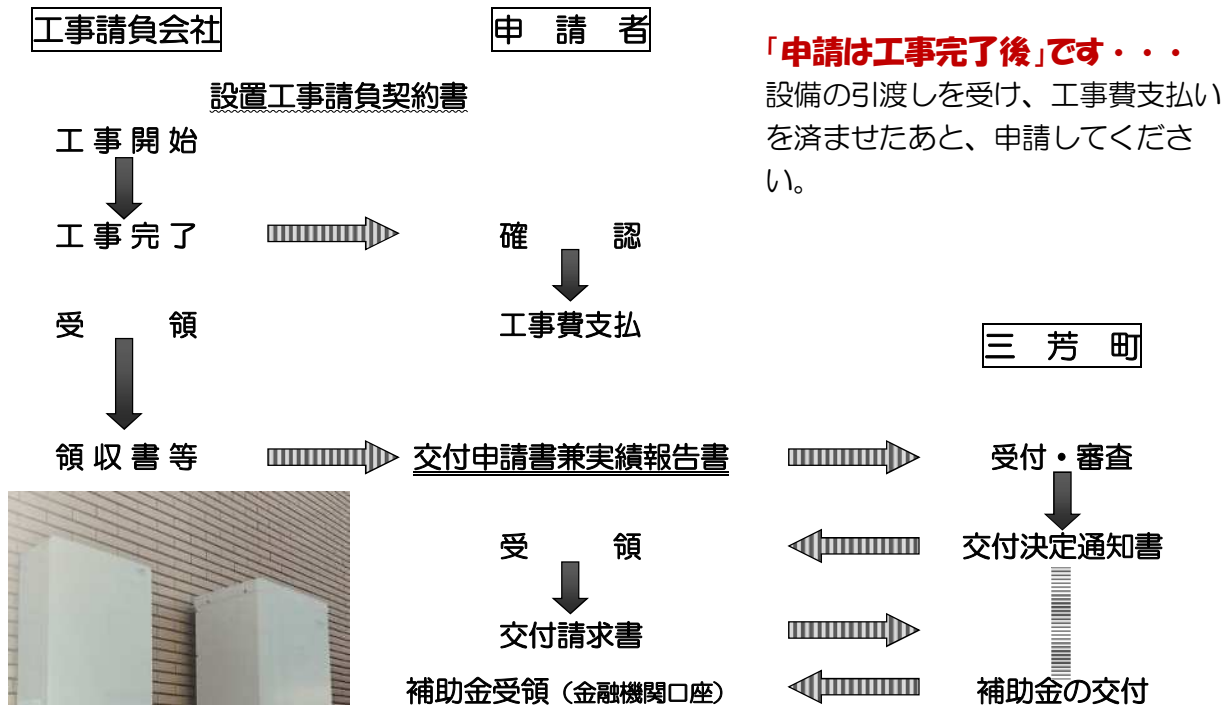 工事請負会社
申　請　者
「申請は工事完了後」です・・・
設備の引渡しを受け、工事費支払い
を済ませたあと、申請してくださ
い。
設置工事請負契約書
工 事 開 始
工 事 完 了
確　　　認
受　　　領
工事費支払
三　芳　町
領 収 書 等
交付申請書兼実績報告書
受付・審査
受　　　領
交付決定通知書
交付請求書
補助金受領（金融機関口座）
補助金の交付